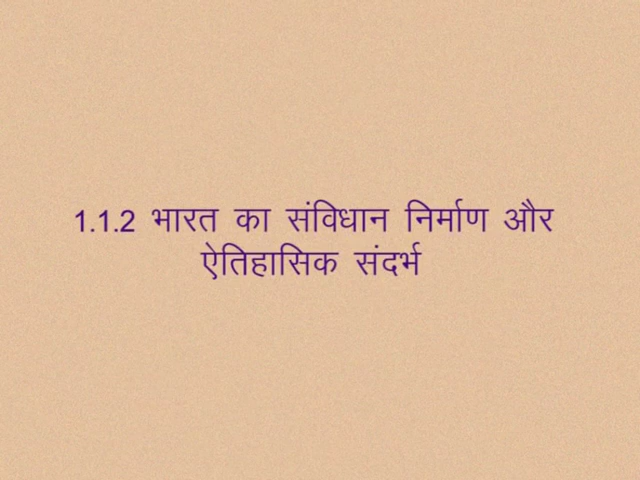 1.1.2 भारत का संविधान निर्माण और
ऐतिहासिक संदर्भ